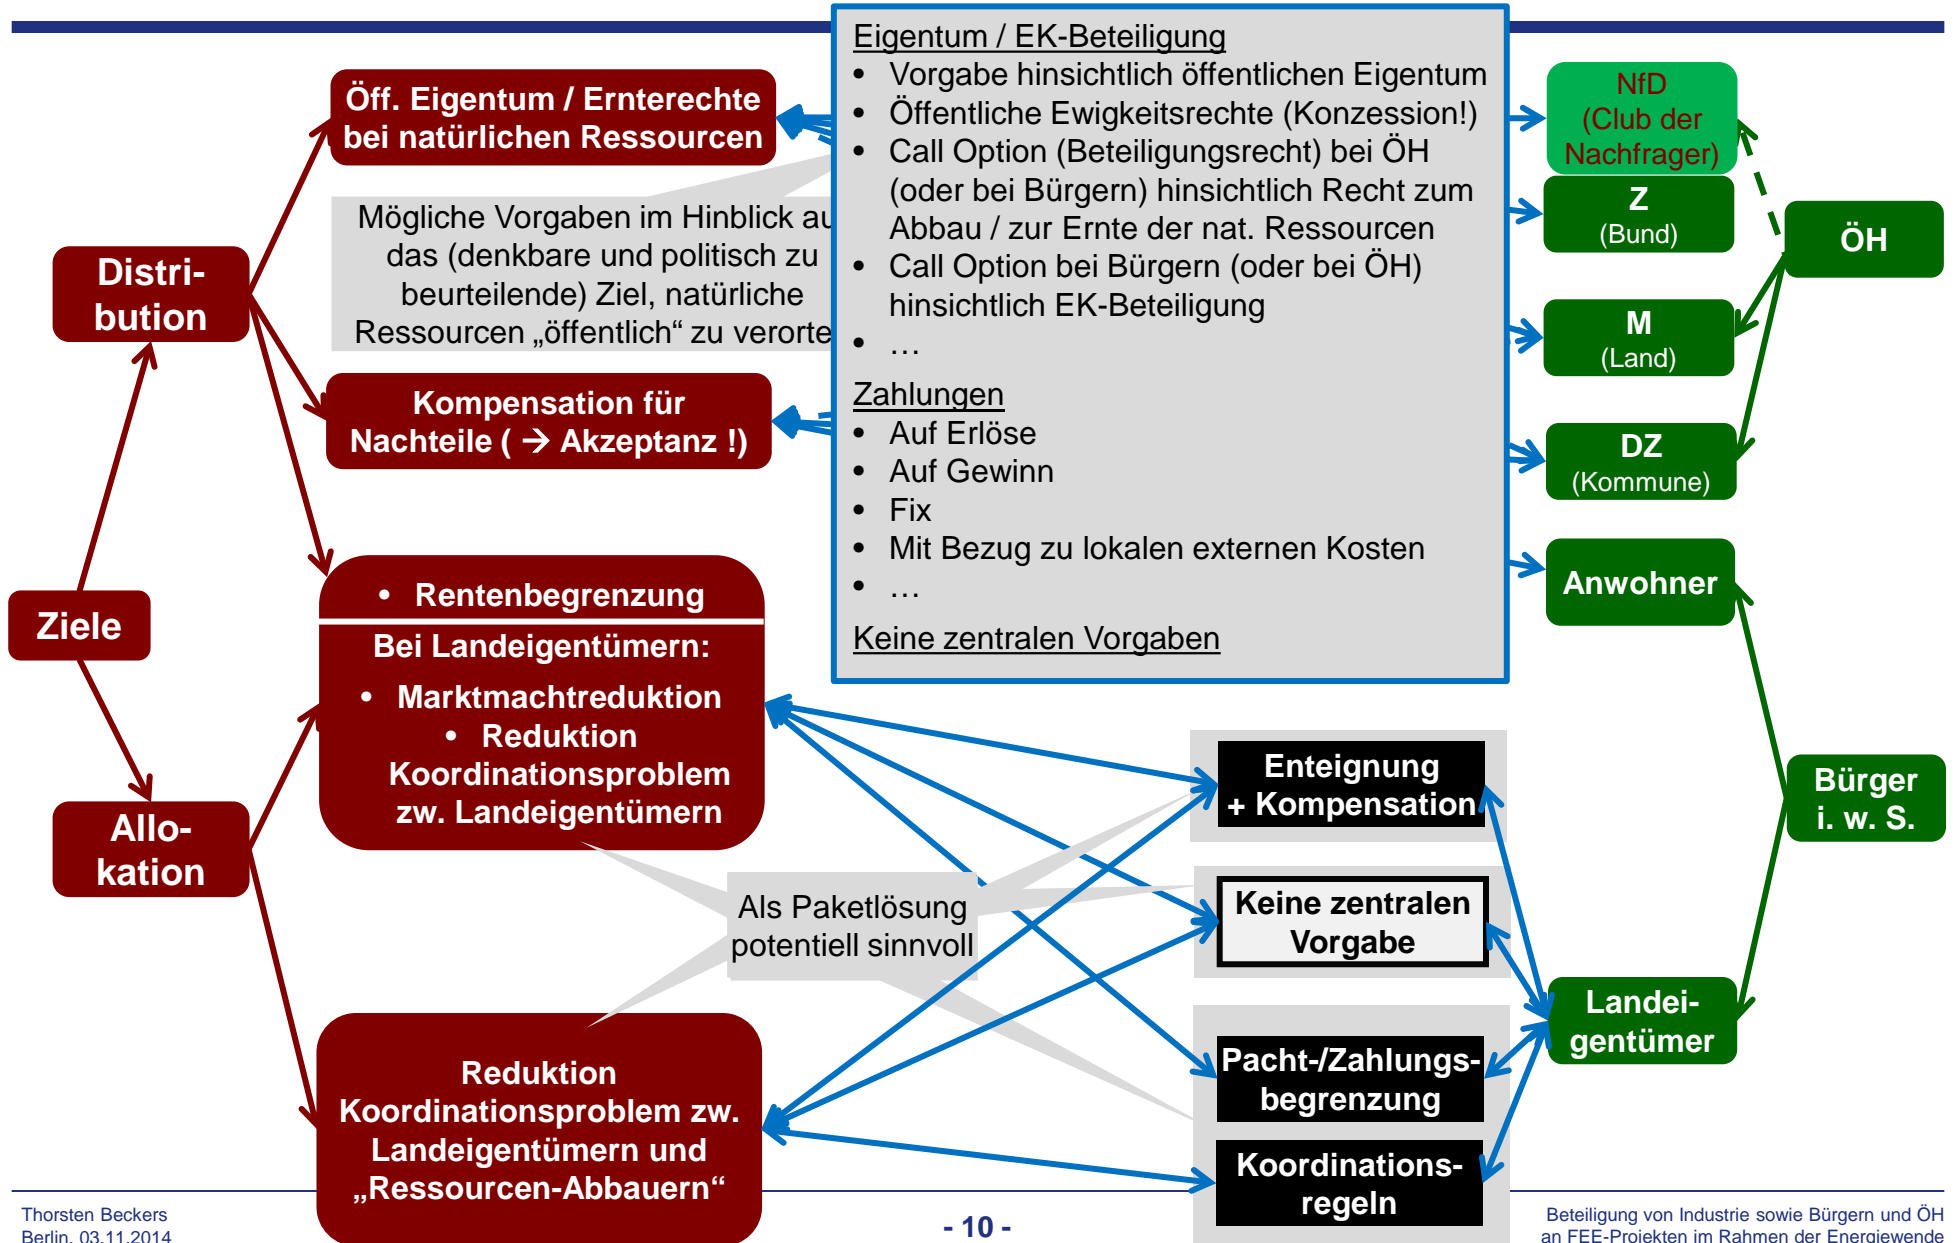 Öff. Eigentum / Ernterechte
bei natürlichen Ressourcen
Mögliche Vorgaben im Hinblick au
das (denkbare und politisch zu
beurteilende) Ziel, natürliche
Ressourcen „öffentlich“ zu verorte
Distri-
bution
Kompensation für
Nachteile ( → Akzeptanz !)
Ziele
• Rentenbegrenzung
Bei Landeigentümern:
• Marktmachtreduktion
• Reduktion
Koordinationsproblem
zw. Landeigentümern
Allo-
kation
Reduktion
Koordinationsproblem zw.
Landeigentümern und
„Ressourcen-Abbauern“
Als Paketlösung
potentiell sinnvoll
Eigentum / EK-Beteiligung
• Vorgabe hinsichtlich öffentlichen Eigentum
• Öffentliche Ewigkeitsrechte (Konzession!)
• Call Option (Beteiligungsrecht) bei ÖH
(oder bei Bürgern) hinsichtlich Recht zum
Abbau / zur Ernte der nat. Ressourcen
• Call Option bei Bürgern (oder bei ÖH)
hinsichtlich EK-Beteiligung
• …
Zahlungen
• Auf Erlöse
• Auf Gewinn
• Fix
• Mit Bezug zu lokalen externen Kosten
• …
Keine zentralen Vorgaben
Enteignung
+ Kompensation
Keine zentralen
Vorgabe
Pacht-/Zahlungs-
begrenzung
Koordinations-
regeln
NfD
(Club der
Nachfrager)
Z
(Bund)
M
(Land)
DZ
(Kommune)
Anwohner
Landei-
gentümer
ÖH
Bürger
i. w. S.
Thorsten Beckers
Berlin, 03.11.2014
- 10 -
Beteiligung von Industrie sowie Bürgern und ÖH
an FEE-Projekten im Rahmen der Energiewende